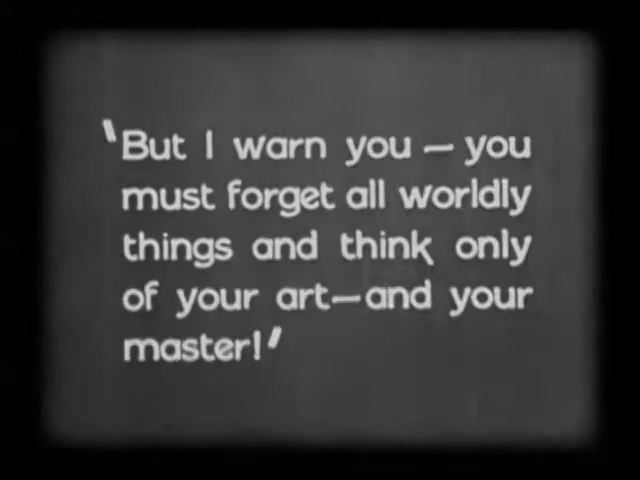 'But I warn you — you
must forget all worldly
things and think only
of your art—and your
master!'